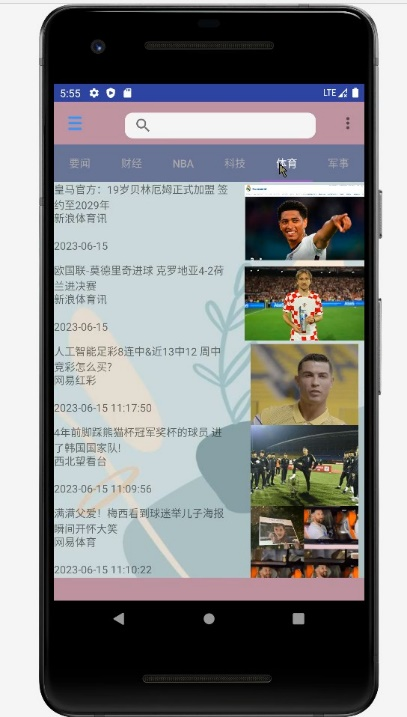 5:55
LTE
要闻 财经 NBA 科技 体育 军事
皇马官方：19岁贝林厄姆正式加盟 签
约至2029年
新浪体育讯
2023-06-15
欧国联-莫德里奇进球 克罗地亚4-2荷
兰进决赛
新浪体育讯
2023-06-15
人工智能足彩8连中&近13中12 周中
竞彩怎么买?
网易红彩
2023-06-15 11:17:50
4年前脚踩熊猫杯冠军奖杯的球员 进
了韩国国家队!
西北望看台
2023-06-15 11:09:56
满满父爱！梅西看到球迷举儿子海报
瞬间开怀大笑
网易体育
2023-06-15 11:10:22